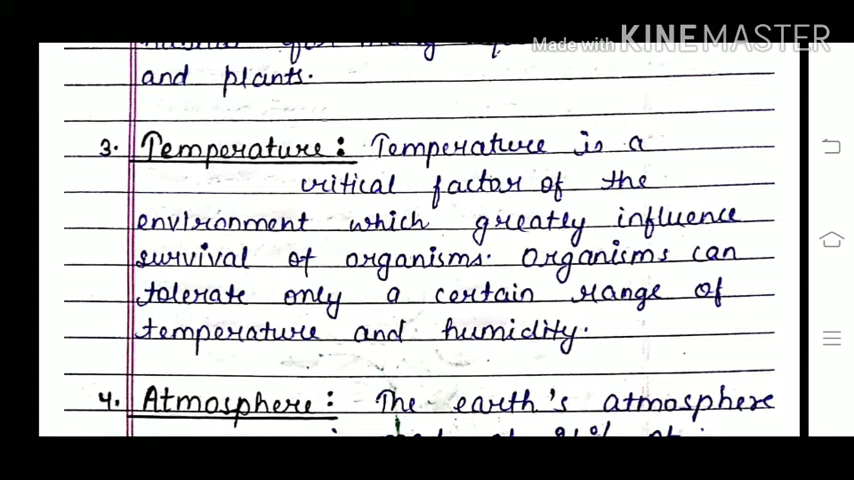 Made with KINEMASTER
and plants.
3. Temperature: Temperature is a
critical factor of the
environment which greatly influence
survival of organisms. Organisms can
tolerate only a certain range of
temperature and humidity.
4. Atmosphere: The earth's atmosphere